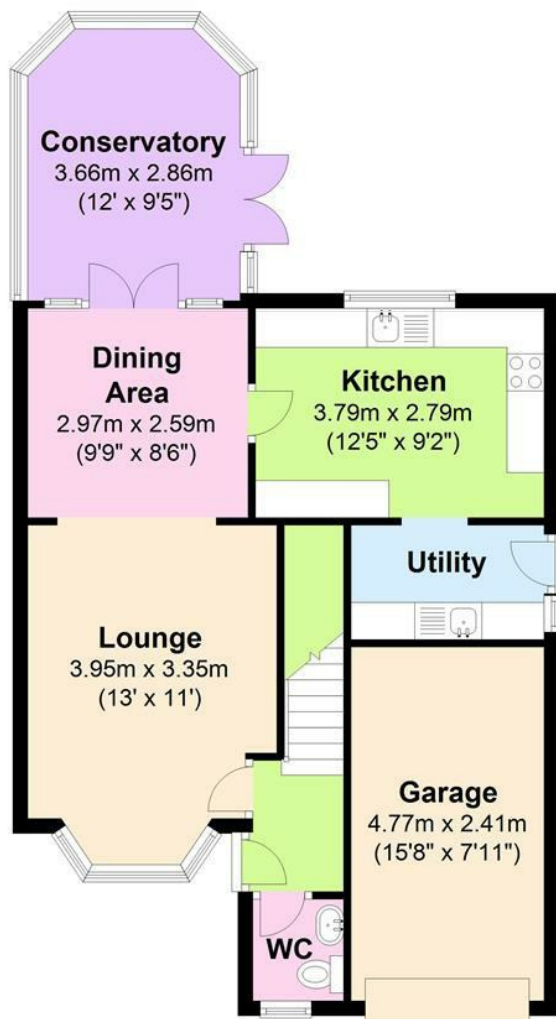 Conservatory
3.66m x 2.86m
(12' x 9'5")
Dining
Area
2.97m x 2.59m
(9'9" x 8'6")
Kitchen
3.79m x 2.79m
(12'5" x 9'2")
Utility
Lounge
3.95m x 3.35m
(13' x 11')
Garage
4.77m x 2.41m
(15'8" x 7'11")
WC